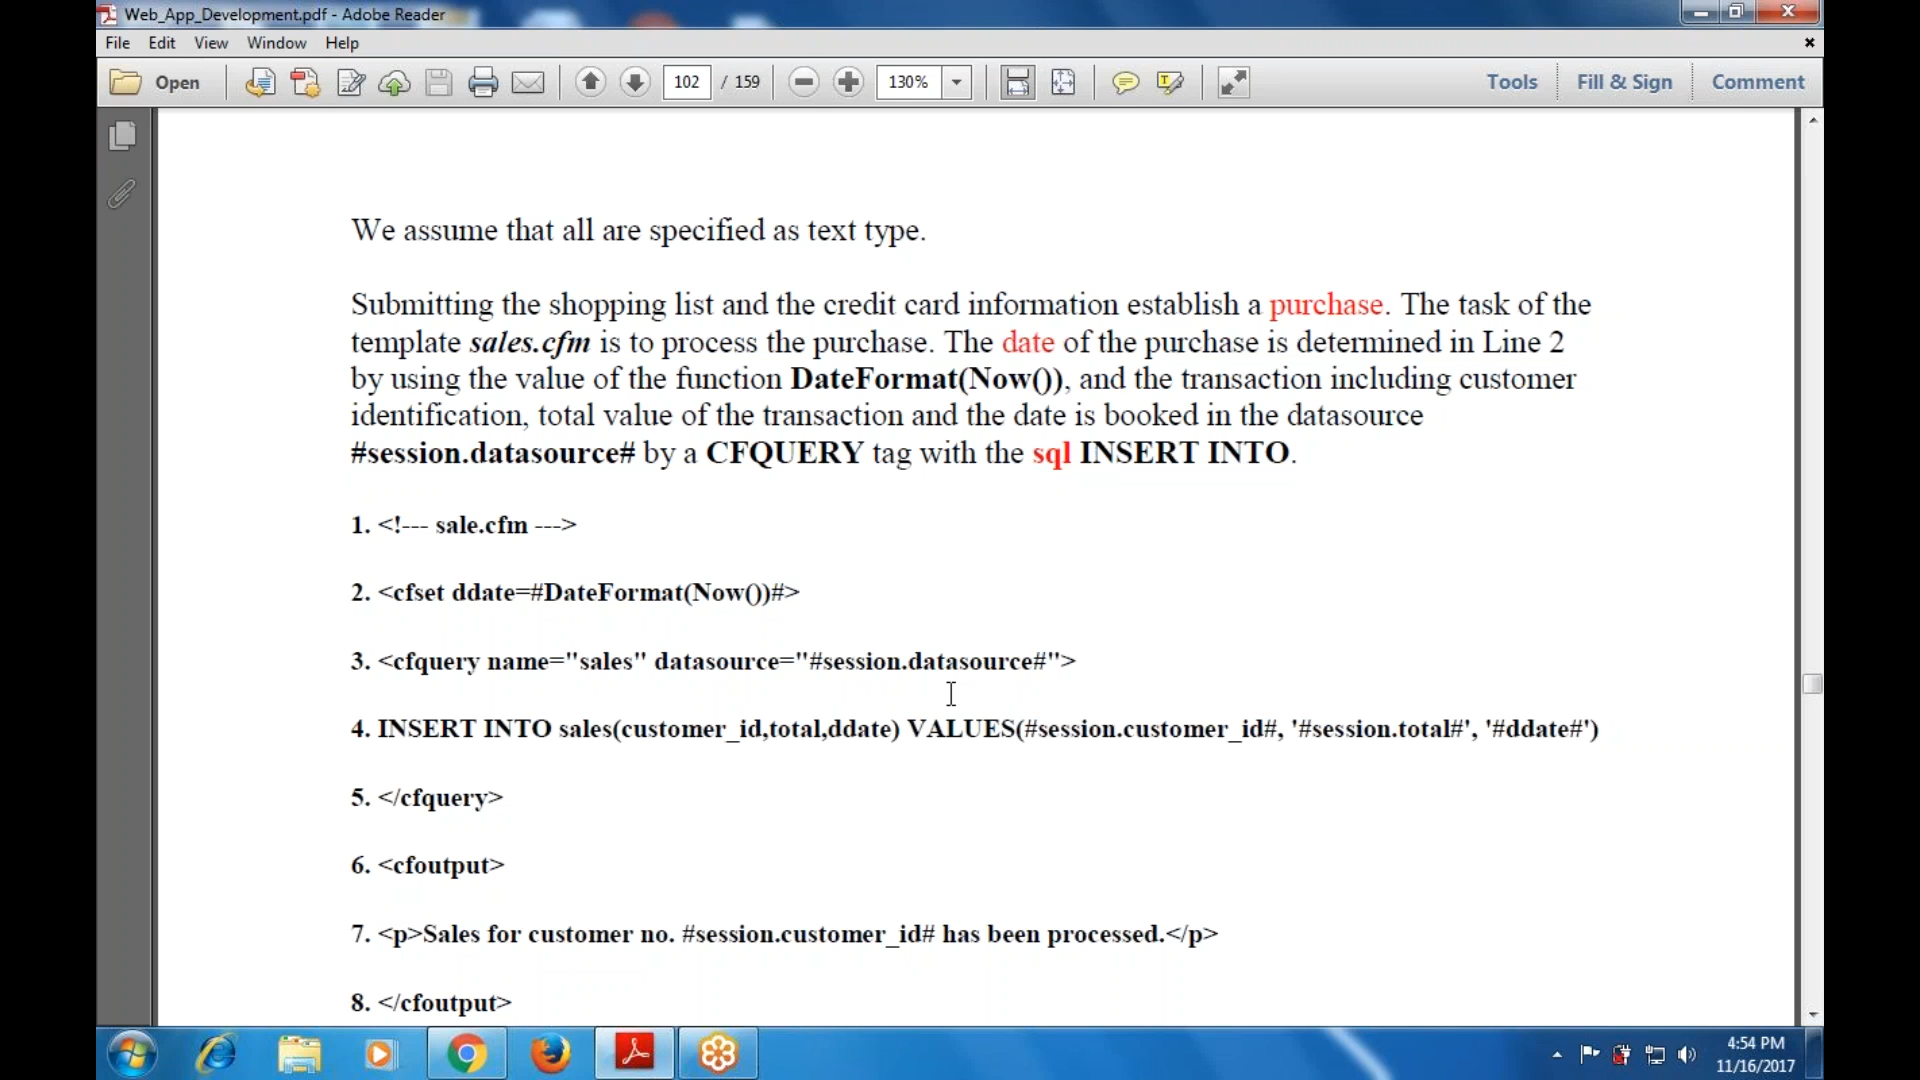 Web_App_Development.pdf - Adobe Reader
File Edit View Window Help
Open 102 / 159 130% Tools Fill & Sign Comment
We assume that all are specified as text type.
Submitting the shopping list and the credit card information establish a purchase. The task of the
template sales.cfm is to process the purchase. The date of the purchase is determined in Line 2
by using the value of the function DateFormat(Now()), and the transaction including customer
identification, total value of the transaction and the date is booked in the datasource
#session.datasource# by a CFQUERY tag with the sql INSERT INTO.
1. <!--- sale.cfm --->
2. <cfset ddate=#DateFormat(Now())#>
3. <cfquery name="sales" datasource="#session.datasource#">
4. INSERT INTO sales(customer_id,total,ddate) VALUES(#session.customer_id#, '#session.total#', '#ddate#')
5. </cfquery>
6. <cfoutput>
7. <p>Sales for customer no. #session.customer_id# has been processed.</p>
8. </cfoutput>
4:54 PM
11/16/2017